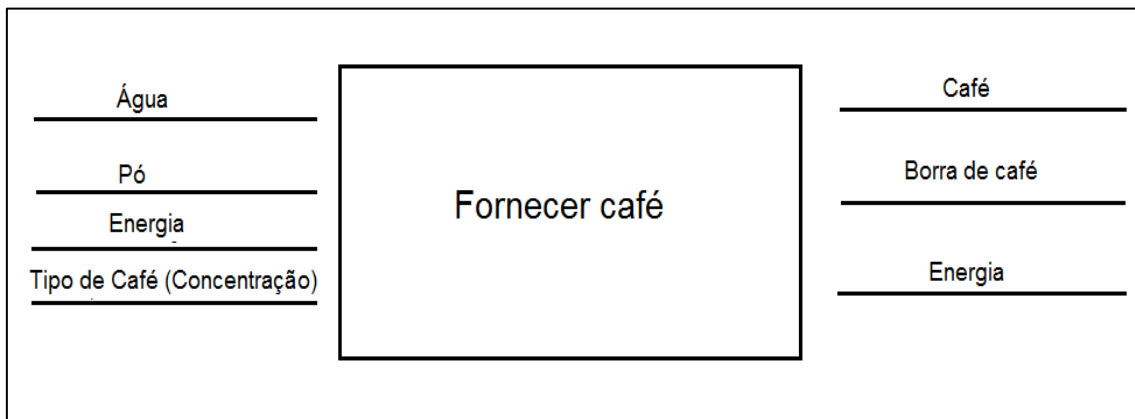 Água
Pó
Energia
Tipo de Café (Concentração)
Fornecer café
Café
Borra de café
Energia